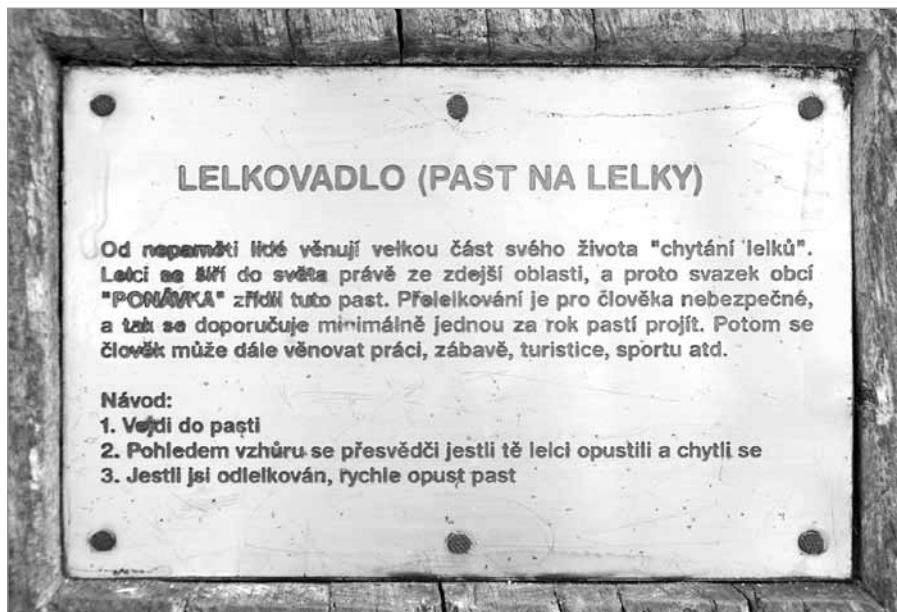 LELKOVADLO (PAST NA LELKY)
Od nepaměti lidé věnují velkou část svého života "chytání lelků".
Lelci se šíří do světa právě ze zdejší oblasti, a proto svazek obcí
"PONÁVKA" zřídil tuto past. Přelelkování je pro člověka nebezpečné,
a tak se doporučuje minimálně jednou za rok pastí projít. Potom se
člověk může dále věnovat práci, zábavě, turistice, sportu atd.
Návod:
1. Vejdi do pasti
2. Pohledem vzhůru se přesvědči jestli tě lelci opustili a chytli se
3. Jestli jsi odlelkován, rychle opusť past